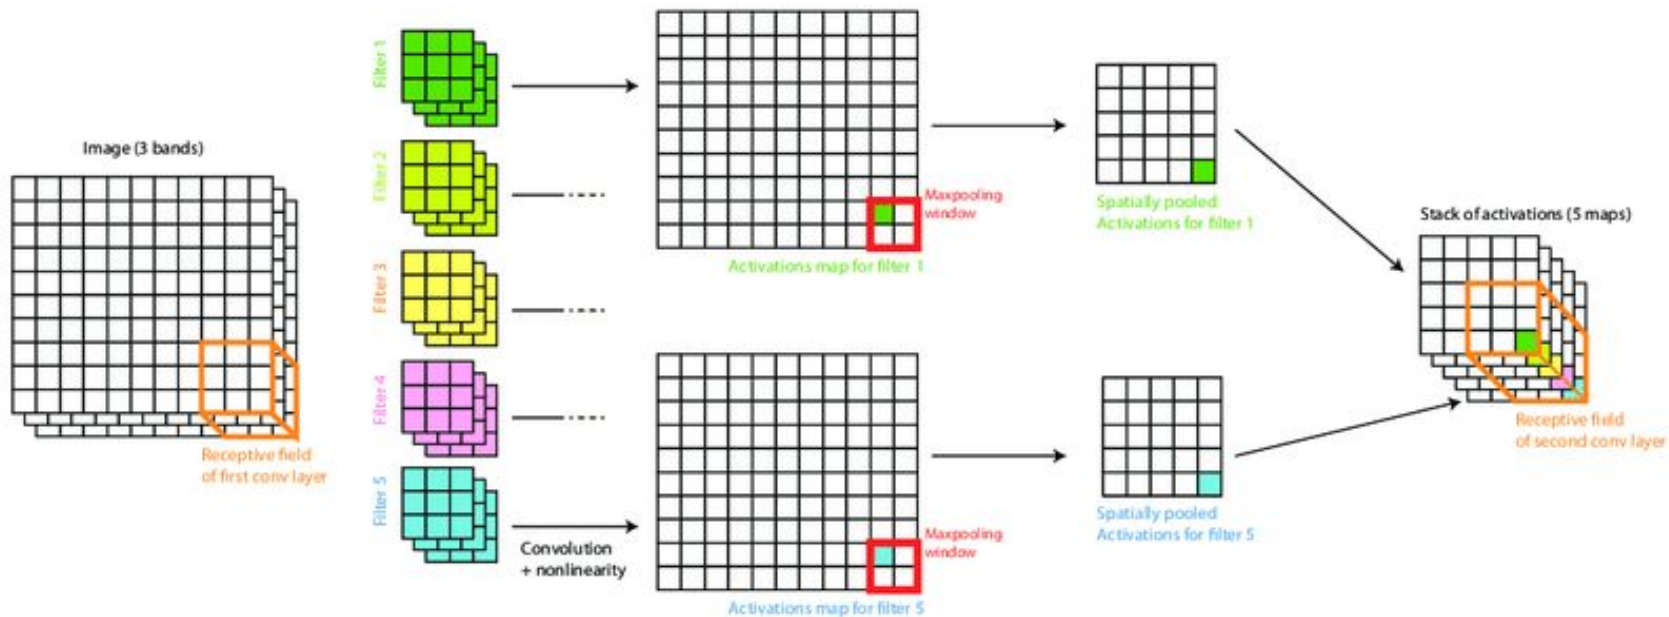 Image (3 bands)
Receptive field
of first conv layer
Filter 1
Filter 2
Filter 3
Filter 4
Filter 5
Convolution
+ nonlinearity
Maxpooling
window
Activations map for filter 1
Maxpooling
window
Activations map for filter 5
Spatially pooled
Activations for filter 1
Spatially pooled
Activations for filter 5
Stack of activations (5 maps)
Receptive field
of second conv layer